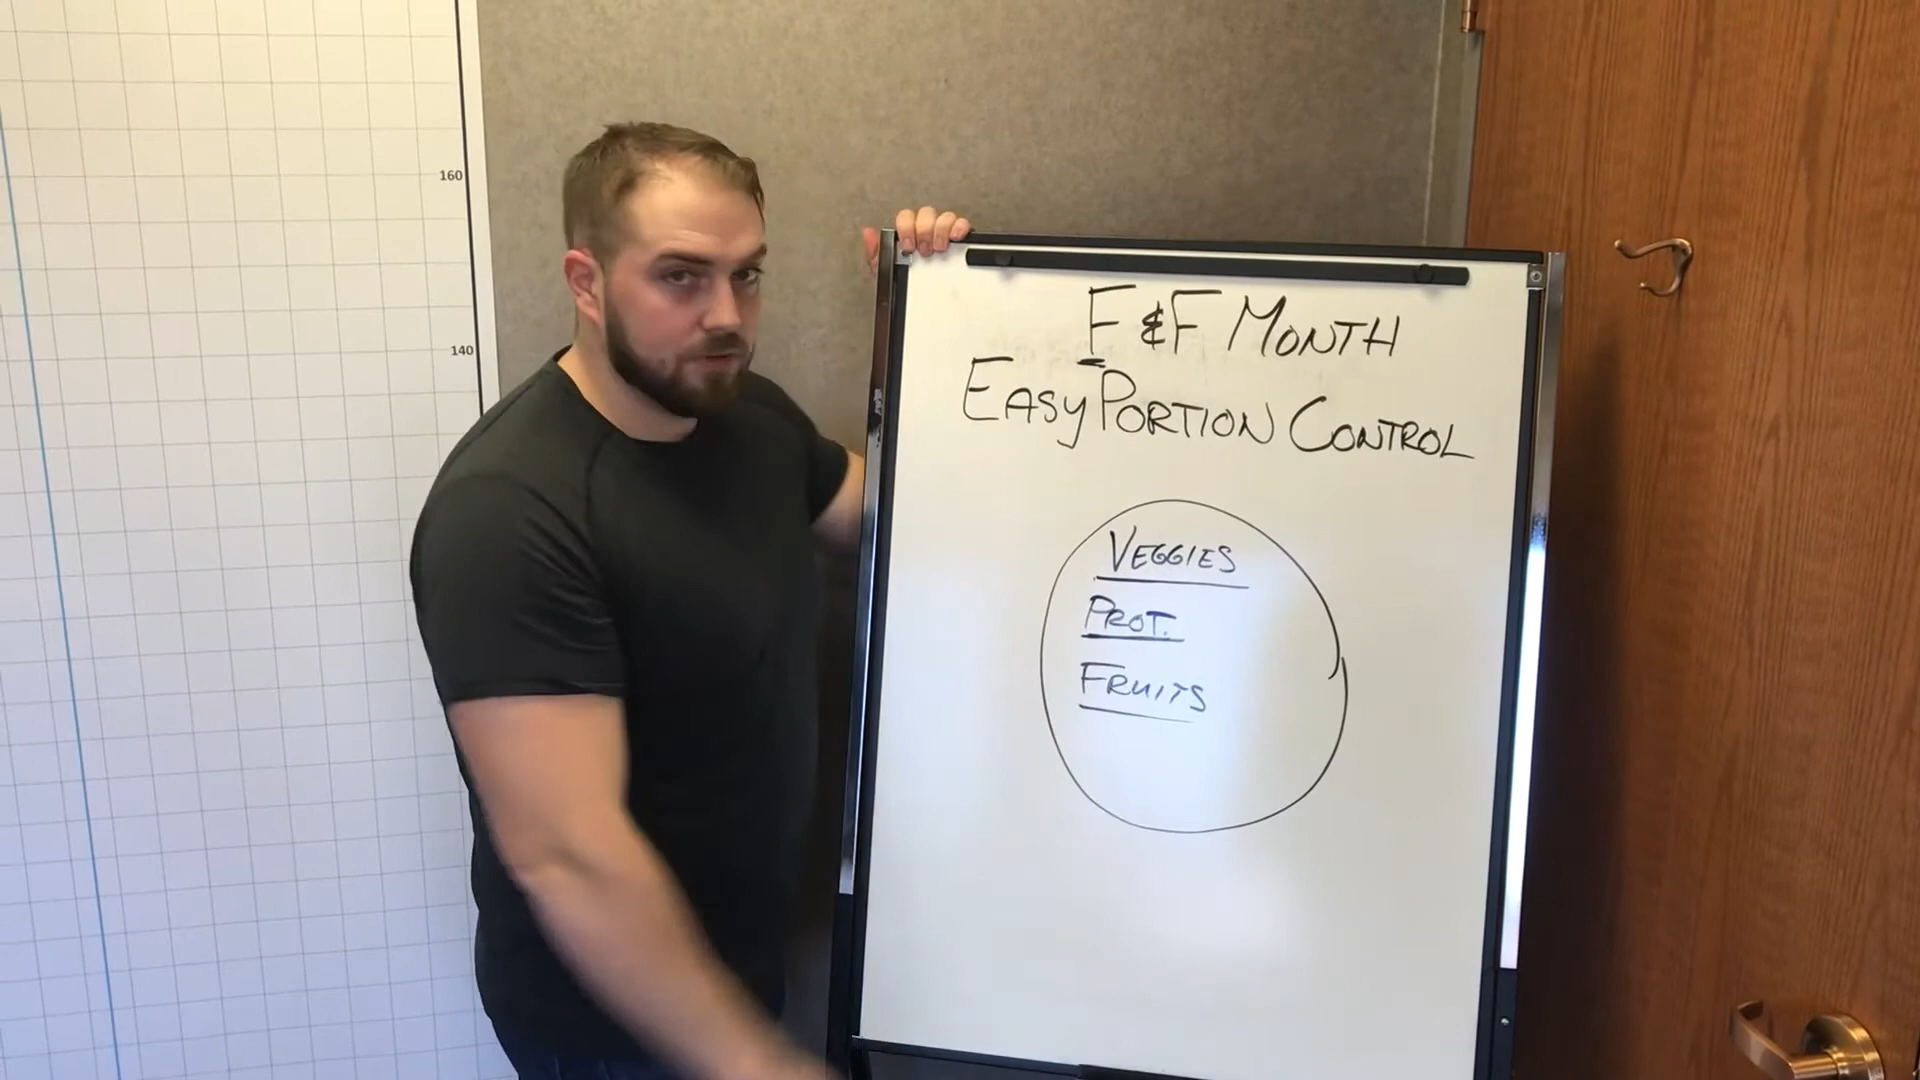 160
140
F & F MONTH
EASY PORTION CONTROL
VEGGIES
PROT.
FRUITS